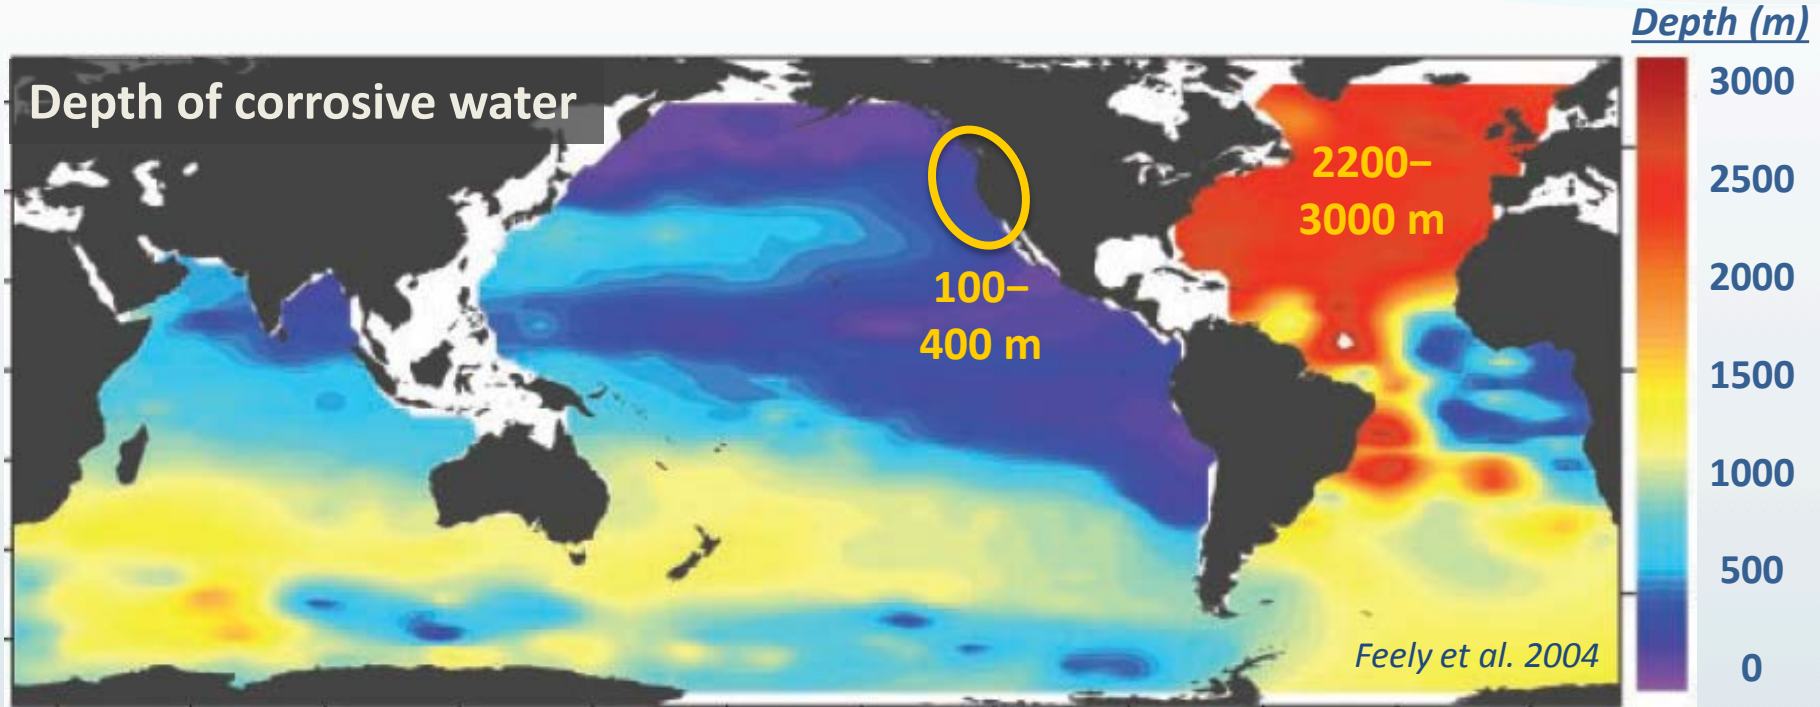 Depth (m)
Depth of corrosive water
3000
2500
2000
1500
1000
500
0
2200–
3000 m
100–
400 m
Feely et al. 2004